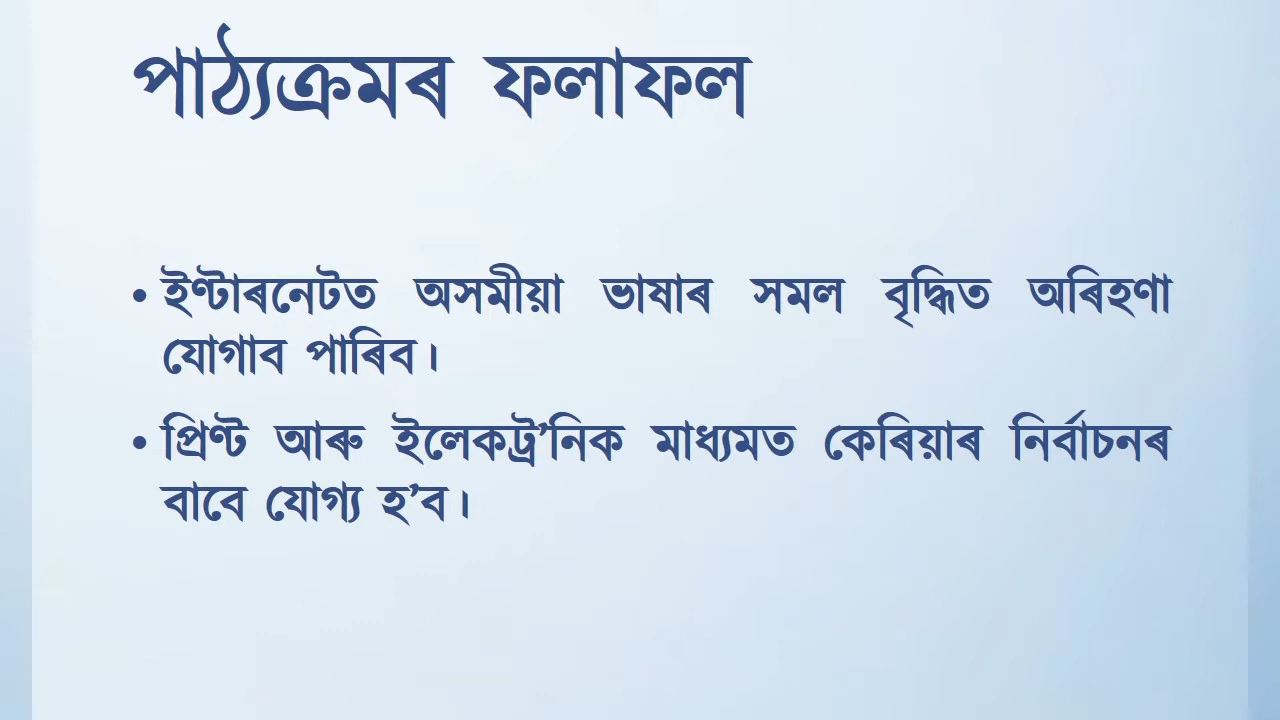 পাঠ্যক্ৰমৰ ফলাফল
• ইণ্টাৰনেটত অসমীয়া ভাষাৰ সমল বৃদ্ধিত অৰিহণা
যোগাব পাৰিব।
• প্ৰিণ্ট আৰু ইলেকট্ৰ’নিক মাধ্যমত কেৰিয়াৰ নিৰ্বাচনৰ
বাবে যোগ্য হ’ব।